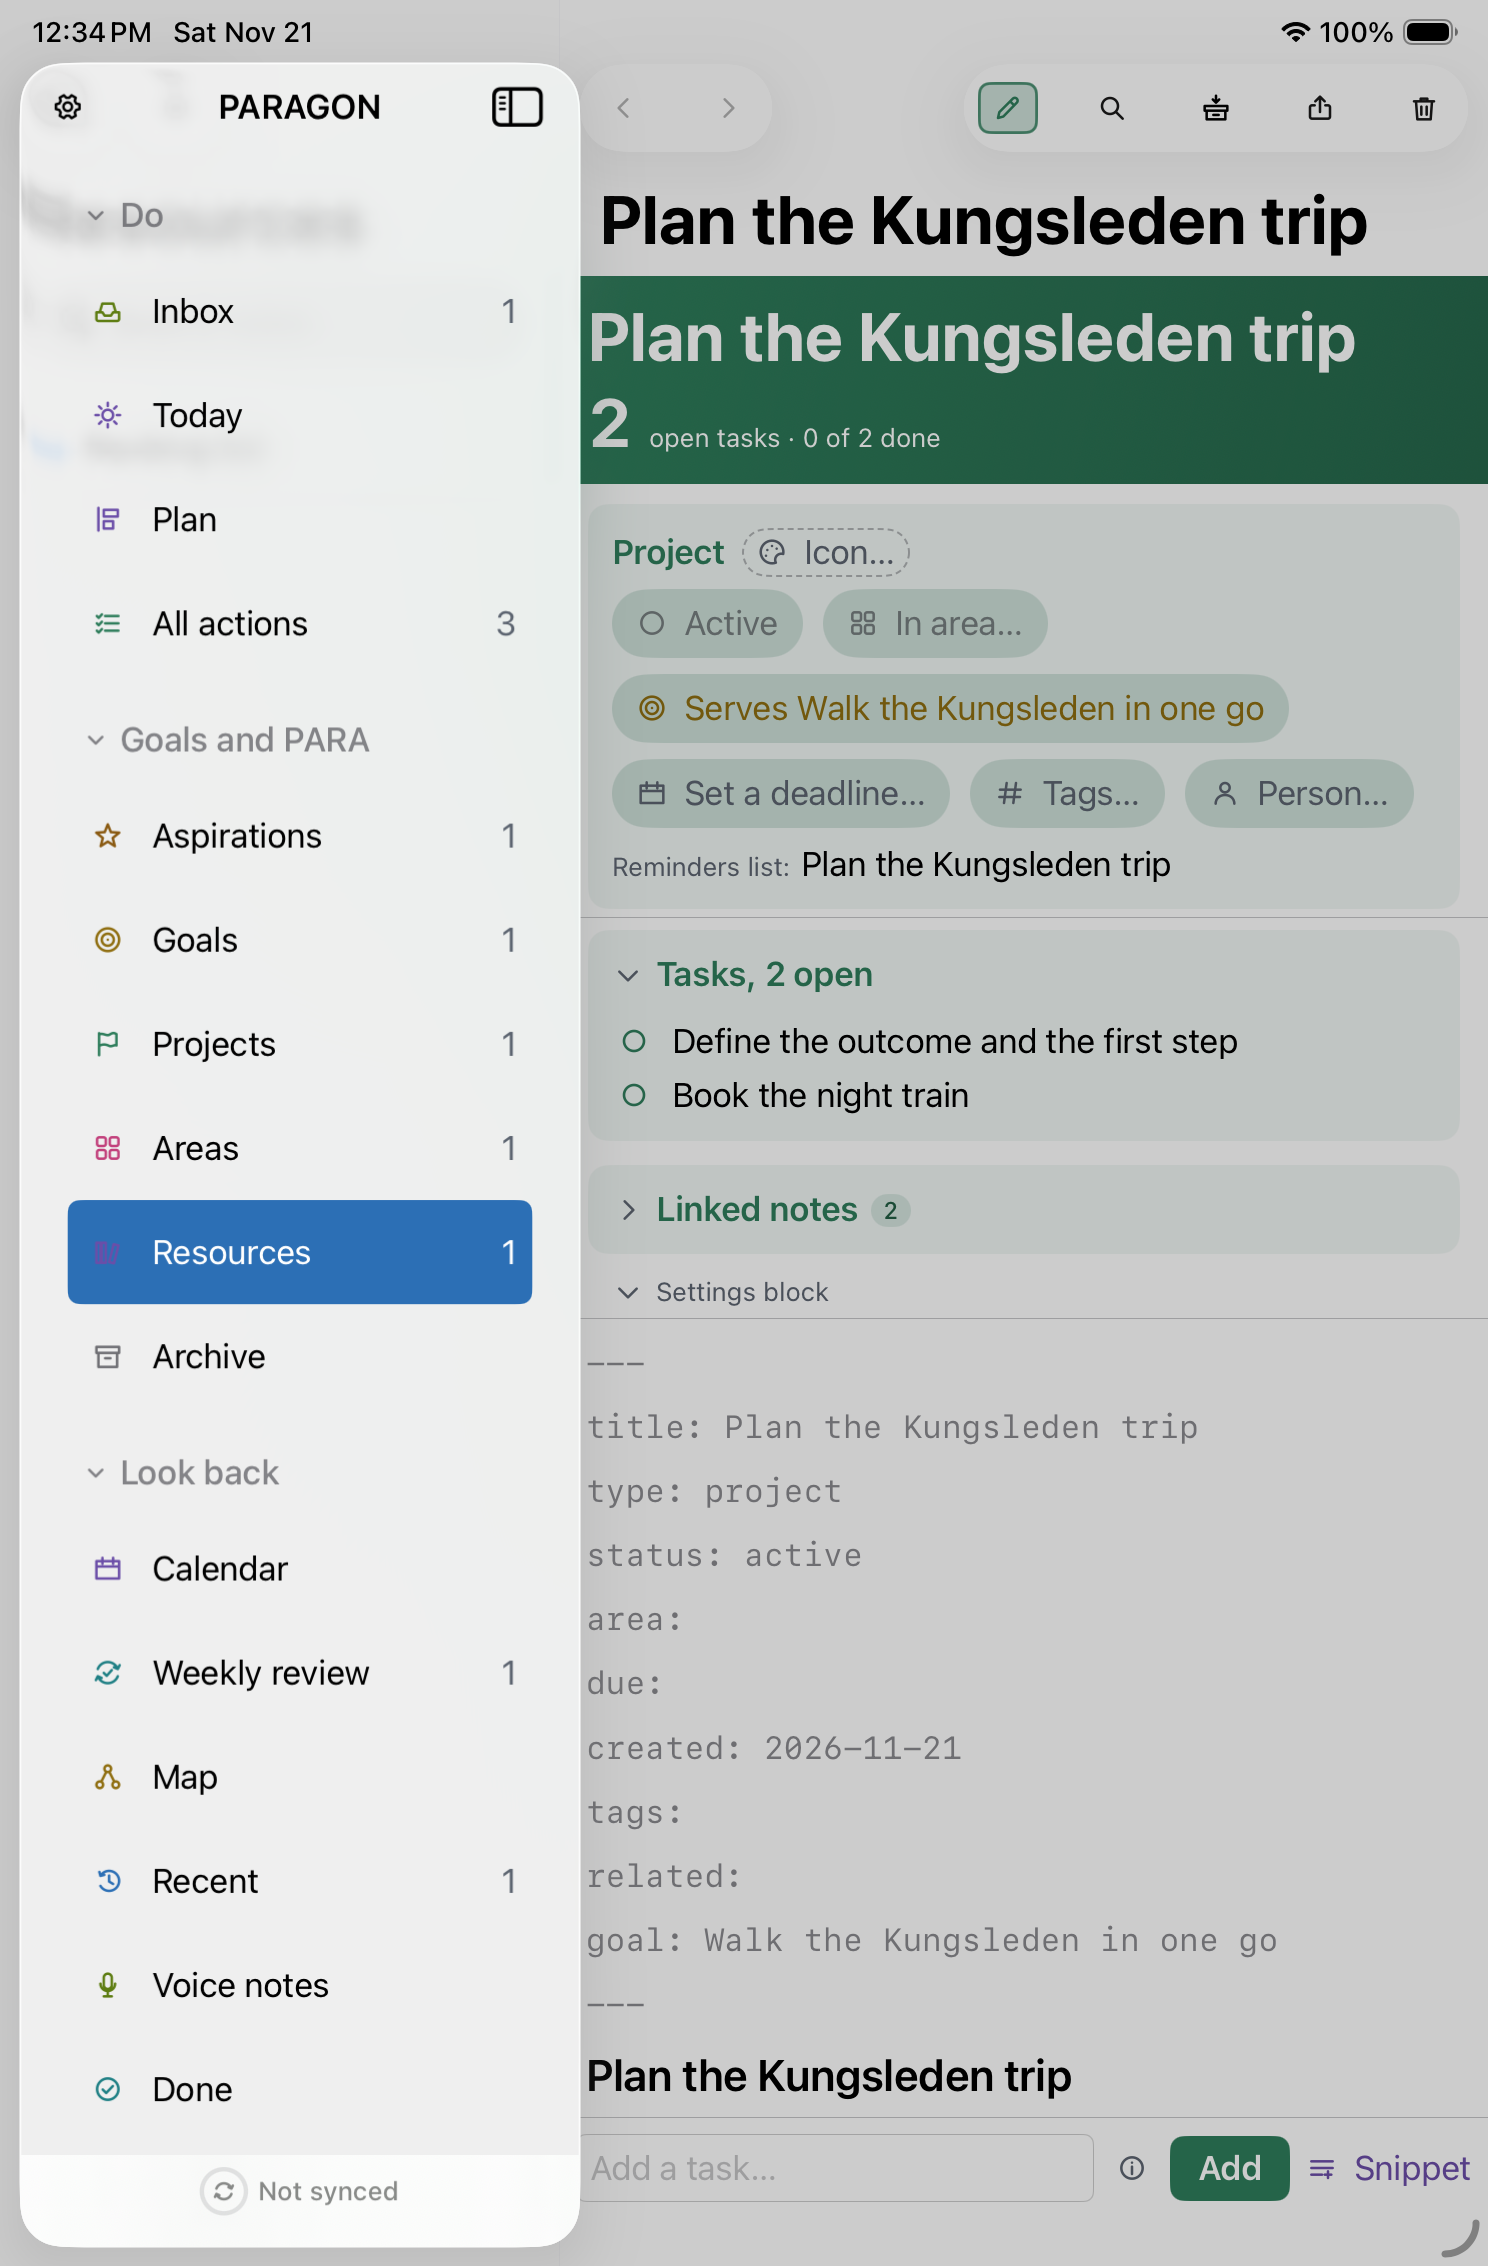 12:34 PM Sat Nov 21
100%
PARAGON
Do
Inbox 1
Today
Plan
All actions 3
Goals and PARA
Aspirations 1
Goals 1
Projects 1
Areas 1
Resources 1
Archive
Look back
Calendar
Weekly review 1
Map
Recent 1
Voice notes
Done
Not synced
Plan the Kungsleden trip
Plan the Kungsleden trip
2 open tasks · 0 of 2 done
Project Icon...
Active In area...
Serves Walk the Kungsleden in one go
Set a deadline... # Tags... Person...
Reminders list: Plan the Kungsleden trip
Tasks, 2 open
Define the outcome and the first step
Book the night train
Linked notes 2
Settings block
---
title: Plan the Kungsleden trip
type: project
status: active
area:
due:
created: 2026-11-21
tags:
related:
goal: Walk the Kungsleden in one go
---
Plan the Kungsleden trip
Add a task... Add Snippet